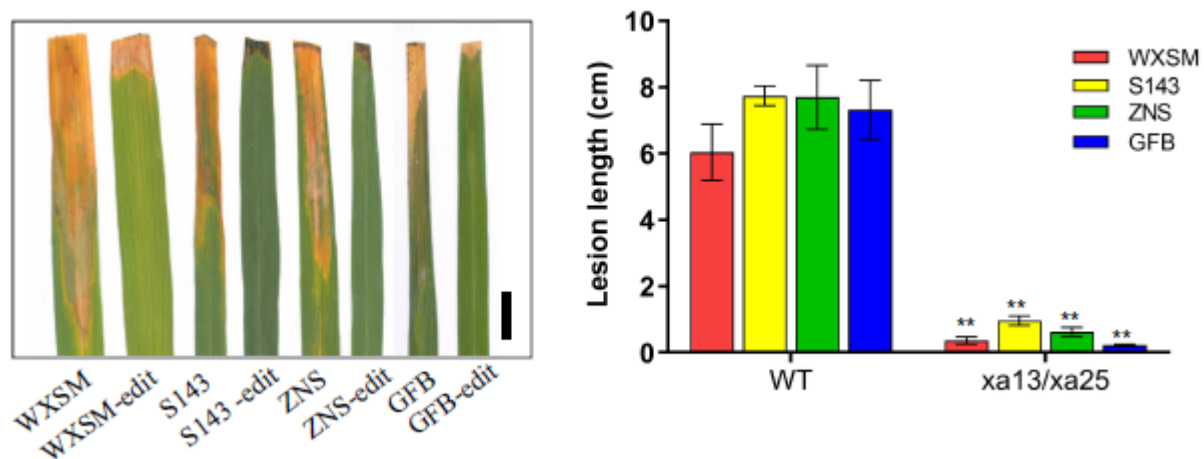 WXSM
WXSM-edit
S143
S143 -edit
ZNS
ZNS-edit
GFB
GFB-edit
Lesion length (cm)
10
8
6
4
2
0
WXSM
S143
ZNS
GFB
**
**
**
**
WT
xa13/xa25